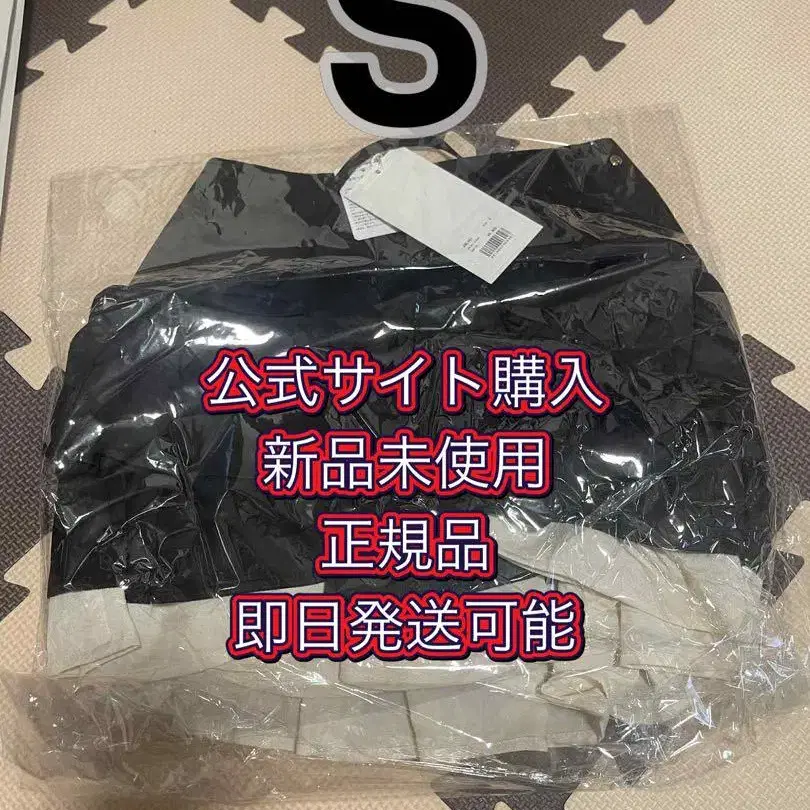 S
公式サイト購入
新品未使用
正規品
即日発送可能